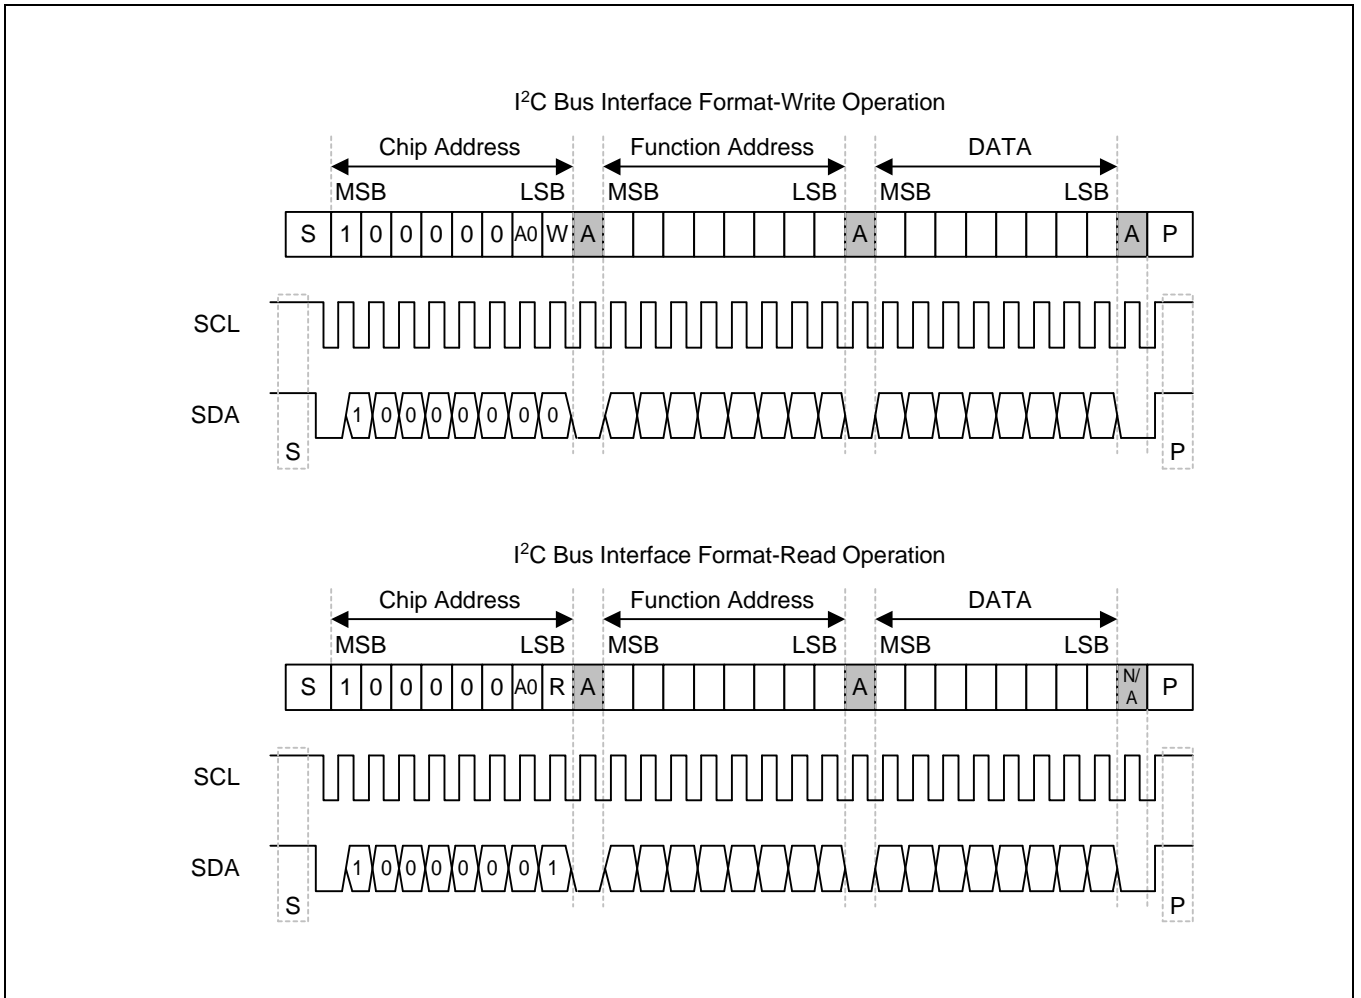 I²C Bus Interface Format-Write Operation
Chip Address Function Address DATA
MSB LSB MSB LSB MSB LSB
S 1 0 0 0 0 0 A0 W A A A P
SCL
SDA 1 0 0 0 0 0 0 0
S P
I²C Bus Interface Format-Read Operation
Chip Address Function Address DATA
MSB LSB MSB LSB MSB LSB
S 1 0 0 0 0 0 A0 R A A N/A P
SCL
SDA 1 0 0 0 0 0 0 1
S P